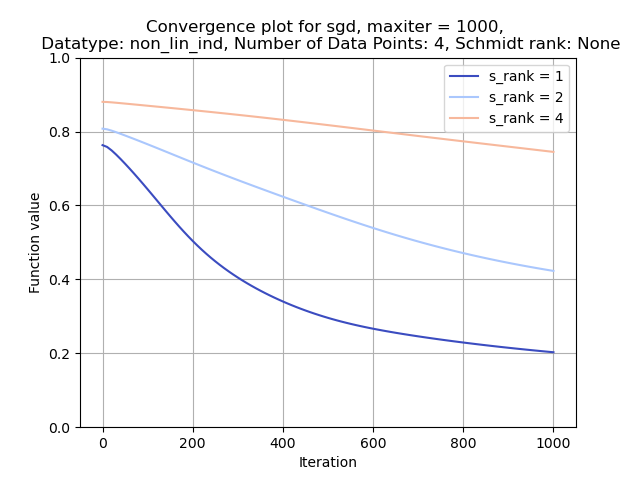 Convergence plot for sgd, maxiter = 1000,
Datatype: non_lin_ind, Number of Data Points: 4, Schmidt rank: None
1.0
0.8
0.6
0.4
0.2
0.0
Function value
s_rank = 1
s_rank = 2
s_rank = 4
0
200
400
600
800
1000
Iteration